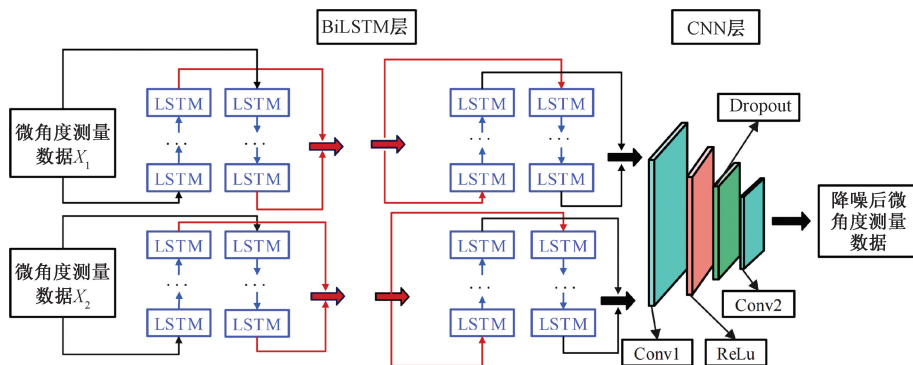 BiLSTM层
CNN层
微角度测量
数据X₁
LSTM
LSTM
···
···
LSTM
LSTM
LSTM
LSTM
···
···
LSTM
LSTM
微角度测量
数据X₂
LSTM
LSTM
···
···
LSTM
LSTM
LSTM
LSTM
···
···
LSTM
LSTM
Dropout
Conv1
ReLu
Conv2
降噪后微
角度测量
数据